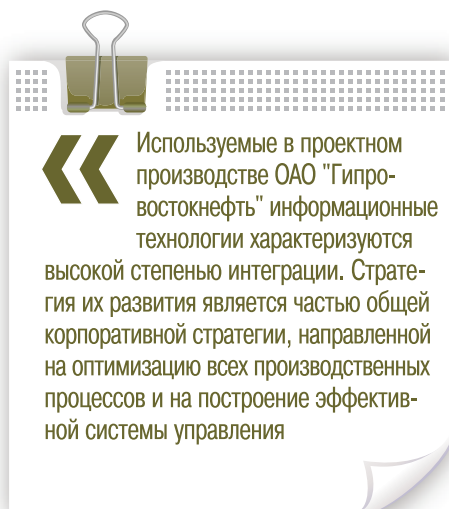 «
Используемые в проектном
производстве ОАО "Гипро-
востокнефть" информационные
технологии характеризуются
высокой степенью интеграции. Страте-
гия их развития является частью общей
корпоративной стратегии, направленной
на оптимизацию всех производственных
процессов и на построение эффектив-
ной системы управления